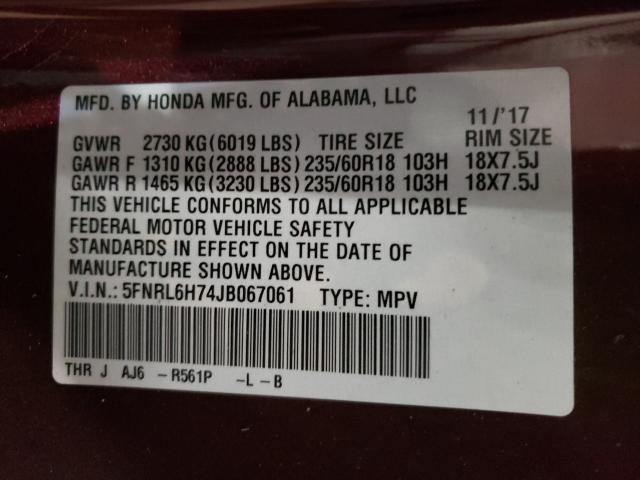 MFD. BY HONDA MFG. OF ALABAMA, LLC
11/'17
GVWR 2730 KG(6019 LBS) TIRE SIZE RIM SIZE
GAWR F 1310 KG(2888 LBS) 235/60R18 103H 18X7.5J
GAWR R 1465 KG(3230 LBS) 235/60R18 103H 18X7.5J
THIS VEHICLE CONFORMS TO ALL APPLICABLE
FEDERAL MOTOR VEHICLE SAFETY
STANDARDS IN EFFECT ON THE DATE OF
MANUFACTURE SHOWN ABOVE.
V.I.N.: 5FNRL6H74JB067061 TYPE: MPV
THR J AJ6 -R561P -L-B